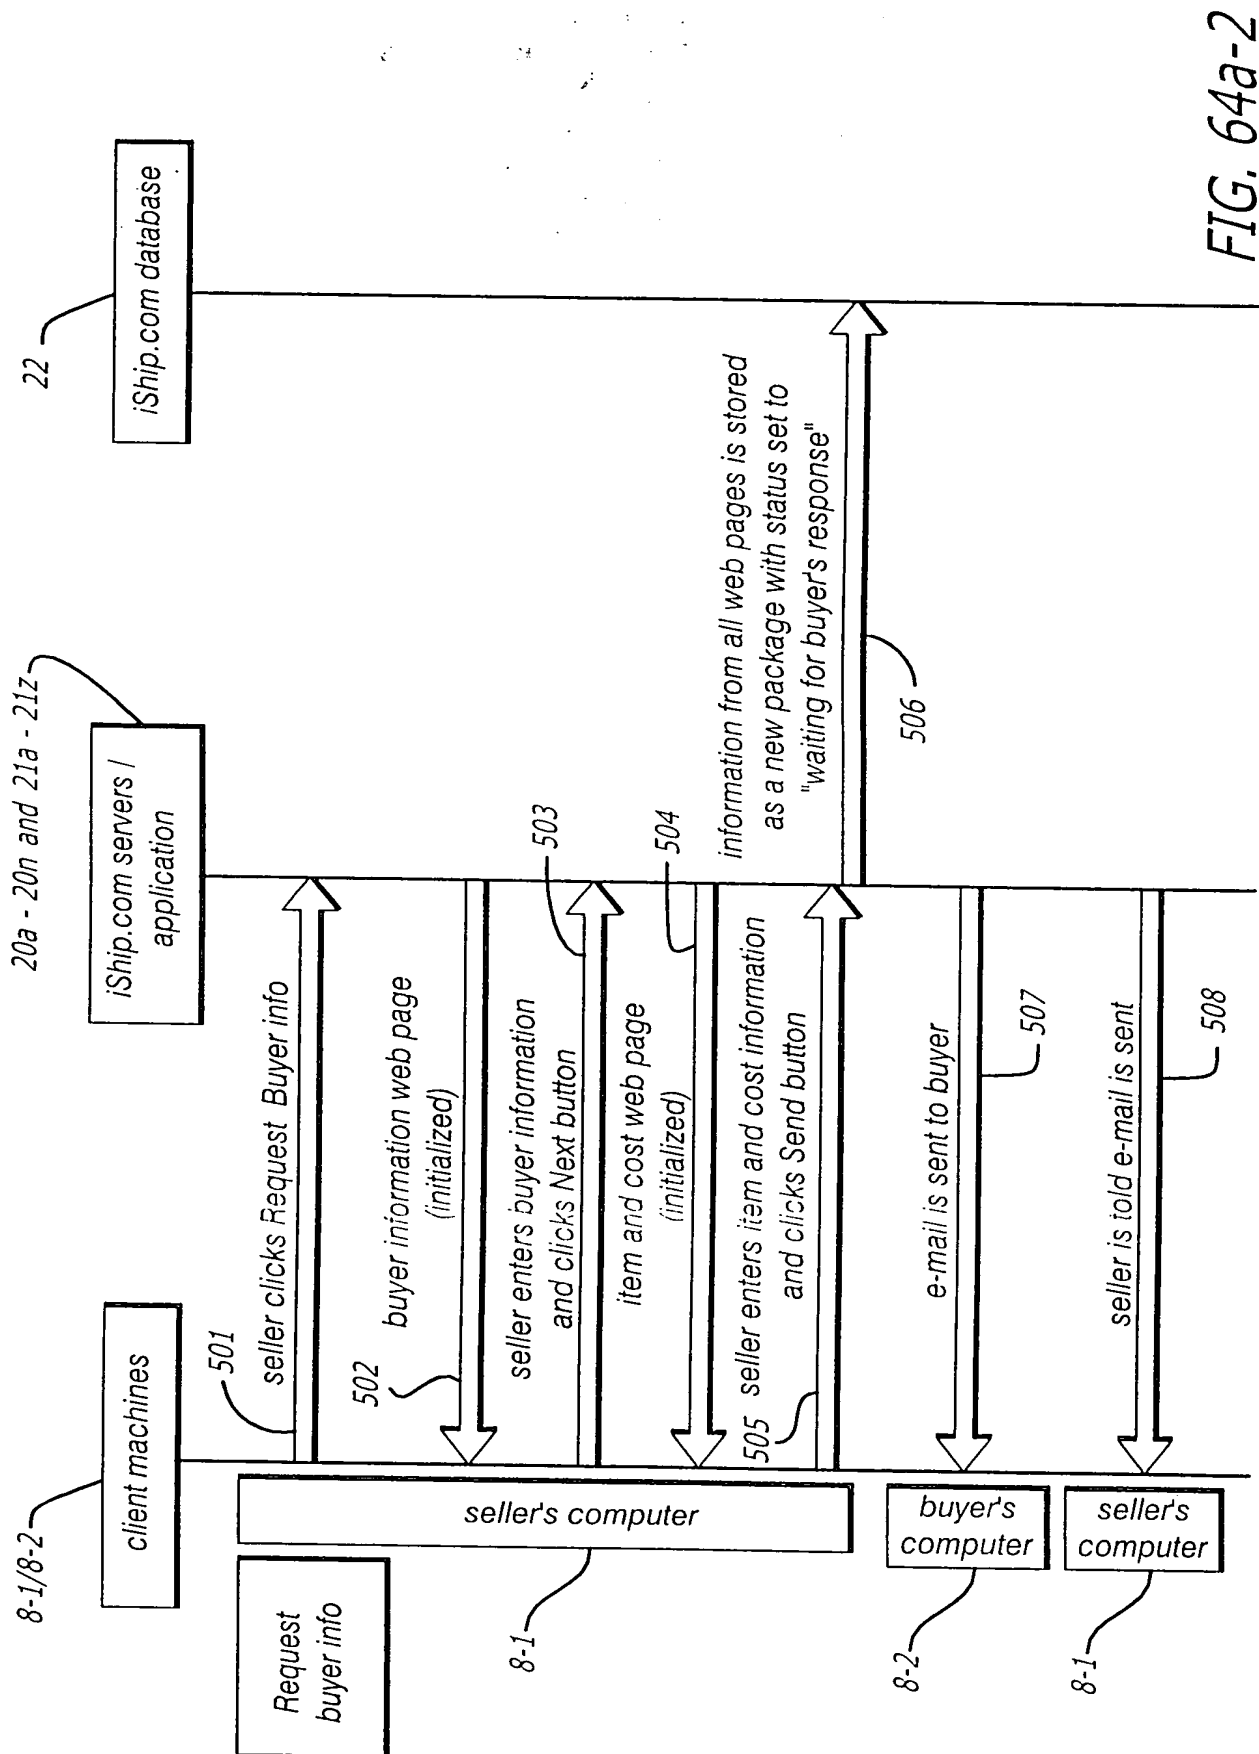 8-1/8-2
client machines
20a - 20n and 21a - 21z
iShip.com servers /
application
22
iShip.com database
Request
buyer info
seller's computer
8-1
501
seller clicks Request Buyer info
502
buyer information web page
(initialized)
seller enters buyer information
and clicks Next button
503
item and cost web page
(initialized)
504
505
seller enters item and cost information
and clicks Send button
information from all web pages is stored
as a new package with status set to
"waiting for buyer's response"
506
buyer's
computer
8-2
e-mail is sent to buyer
507
seller's
computer
8-1
seller is told e-mail is sent
508
FIG. 64a-2